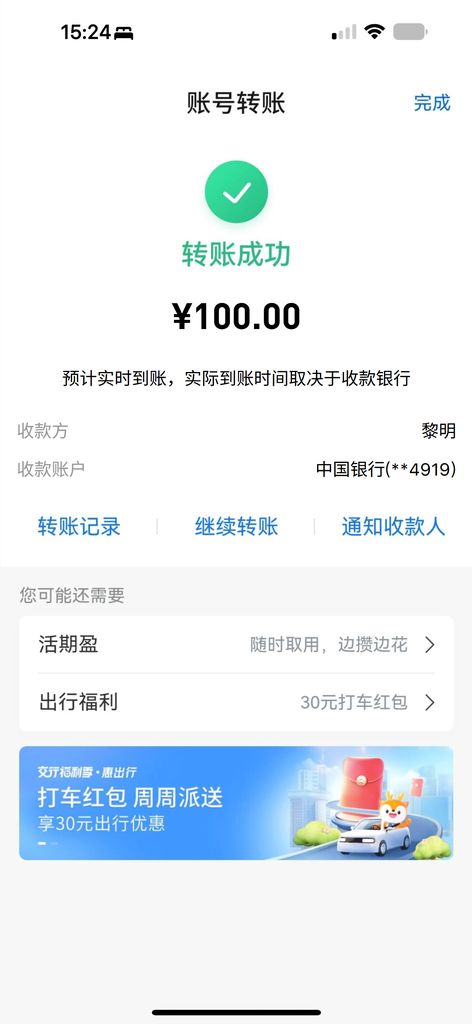 15:24
账号转账
完成
转账成功
¥100.00
预计实时到账，实际到账时间取决于收款银行
收款方 黎明
收款账户 中国银行(**4919)
转账记录 继续转账 通知收款人
您可能还需要
活期盈 随时取用，边攒边花
出行福利 30元打车红包
交行福利季·惠出行
打车红包 周周派送
享30元出行优惠